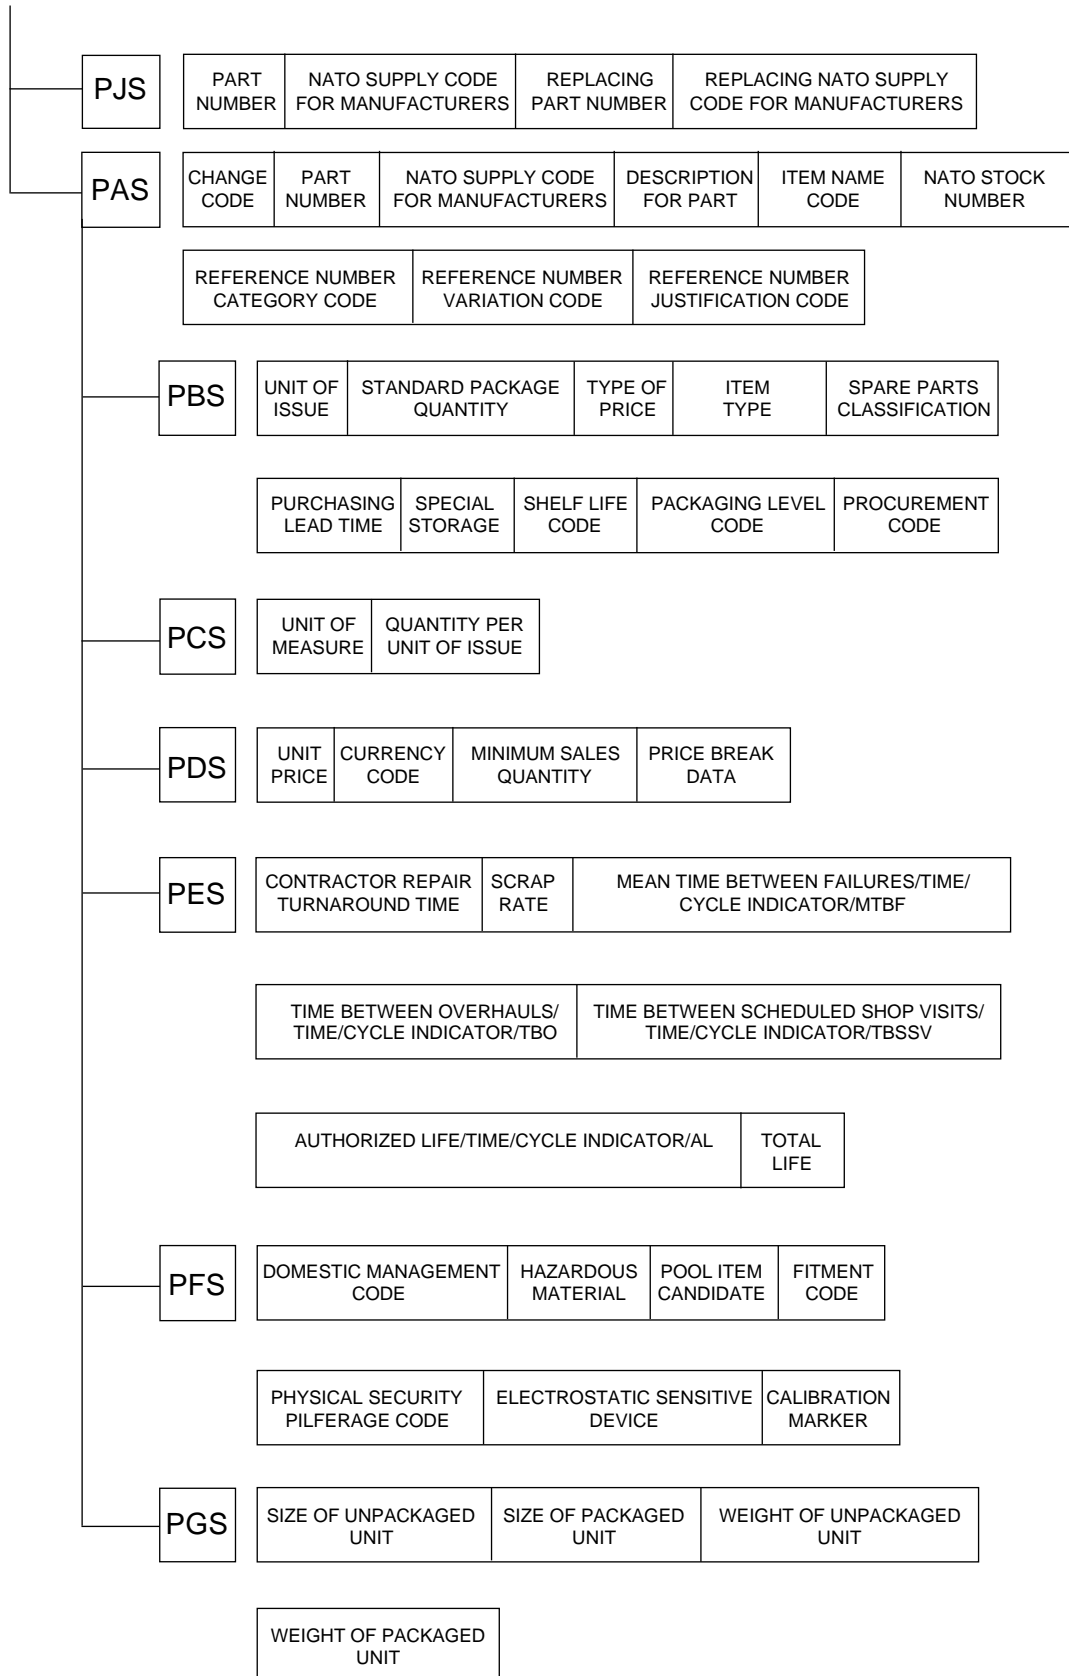 PJS
PART
NUMBER
NATO SUPPLY CODE
FOR MANUFACTURERS
REPLACING
PART NUMBER
REPLACING NATO SUPPLY
CODE FOR MANUFACTURERS
PAS
CHANGE
CODE
PART
NUMBER
NATO SUPPLY CODE
FOR MANUFACTURERS
DESCRIPTION
FOR PART
ITEM NAME
CODE
NATO STOCK
NUMBER
REFERENCE NUMBER
CATEGORY CODE
REFERENCE NUMBER
VARIATION CODE
REFERENCE NUMBER
JUSTIFICATION CODE
PBS
UNIT OF
ISSUE
STANDARD PACKAGE
QUANTITY
TYPE OF
PRICE
ITEM
TYPE
SPARE PARTS
CLASSIFICATION
PURCHASING
LEAD TIME
SPECIAL
STORAGE
SHELF LIFE
CODE
PACKAGING LEVEL
CODE
PROCUREMENT
CODE
PCS
UNIT OF
MEASURE
QUANTITY PER
UNIT OF ISSUE
PDS
UNIT
PRICE
CURRENCY
CODE
MINIMUM SALES
QUANTITY
PRICE BREAK
DATA
PES
CONTRACTOR REPAIR
TURNAROUND TIME
SCRAP
RATE
MEAN TIME BETWEEN FAILURES/TIME/
CYCLE INDICATOR/MTBF
TIME BETWEEN OVERHAULS/
TIME/CYCLE INDICATOR/TBO
TIME BETWEEN SCHEDULED SHOP VISITS/
TIME/CYCLE INDICATOR/TBSSV
AUTHORIZED LIFE/TIME/CYCLE INDICATOR/AL
TOTAL
LIFE
PFS
DOMESTIC MANAGEMENT
CODE
HAZARDOUS
MATERIAL
POOL ITEM
CANDIDATE
FITMENT
CODE
PHYSICAL SECURITY
PILFERAGE CODE
ELECTROSTATIC SENSITIVE
DEVICE
CALIBRATION
MARKER
PGS
SIZE OF UNPACKAGED
UNIT
SIZE OF PACKAGED
UNIT
WEIGHT OF UNPACKAGED
UNIT
WEIGHT OF PACKAGED
UNIT